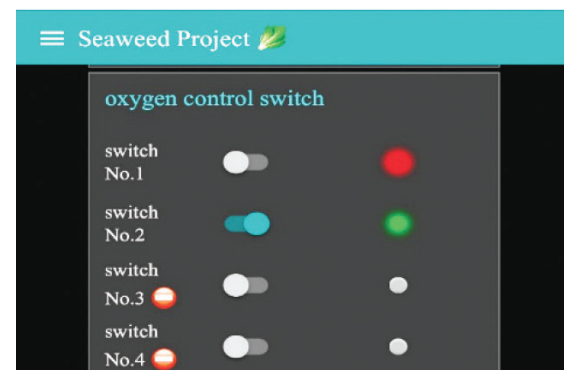 Seaweed Project 🥬
oxygen control switch
switch
No.1
switch
No.2
switch
No.3 ⛔
switch
No.4 ⛔